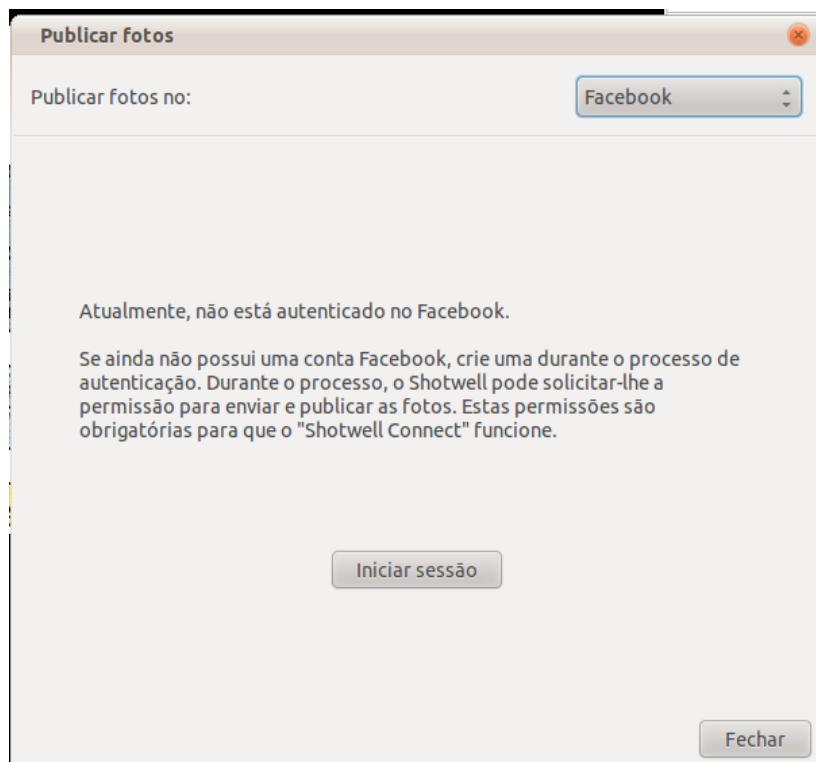 Publicar fotos
Publicar fotos no:
Facebook
Atualmente, não está autenticado no Facebook.
Se ainda não possui uma conta Facebook, crie uma durante o processo de
autenticação. Durante o processo, o Shotwell pode solicitar-lhe a
permissão para enviar e publicar as fotos. Estas permissões são
obrigatórias para que o "Shotwell Connect" funcione.
Iniciar sessão
Fechar